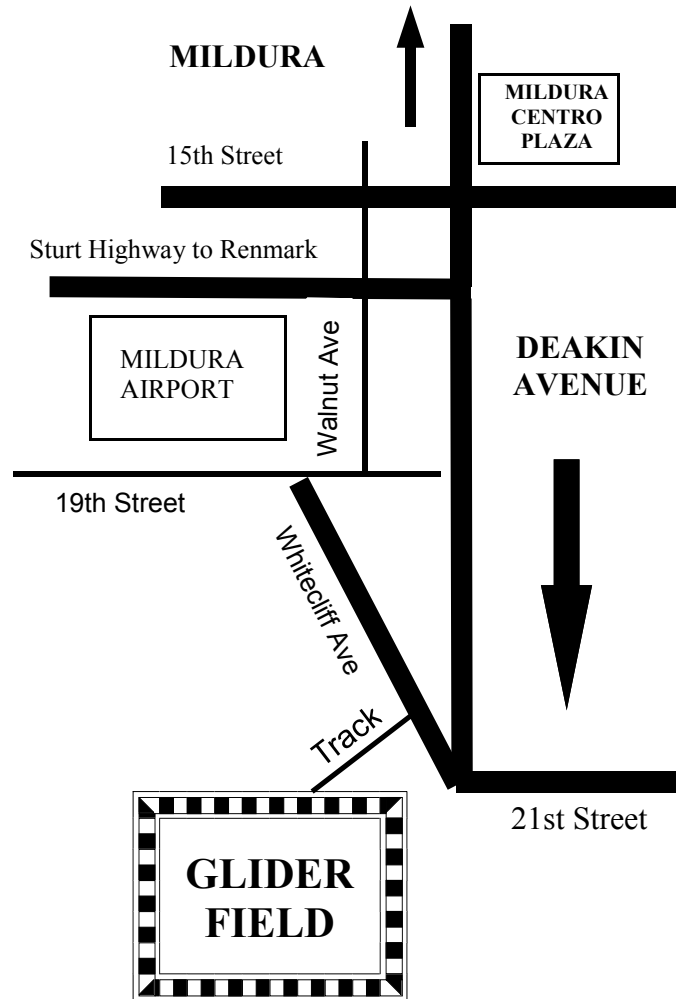 MILDURA
MILDURA
CENTRO
PLAZA
15th Street
Sturt Highway to Renmark
MILDURA
AIRPORT
Walnut Ave
DEAKIN
AVENUE
19th Street
Whitecliff Ave
Track
21st Street
GLIDER
FIELD